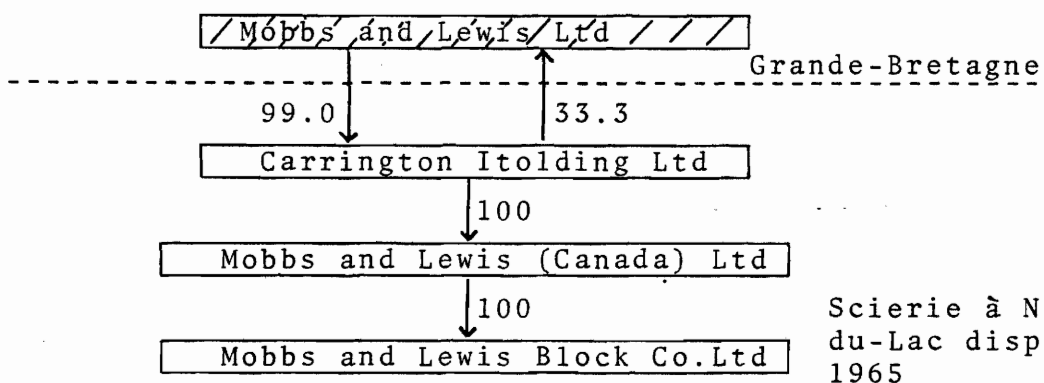 Mobbs and Lewis Ltd
Grande-Bretagne
99.0 33.3
Carrington Itolding Ltd
100
Mobbs and Lewis (Canada) Ltd
100
Mobbs and Lewis Block Co.Ltd
Scierie à N
du-Lac disp
1965